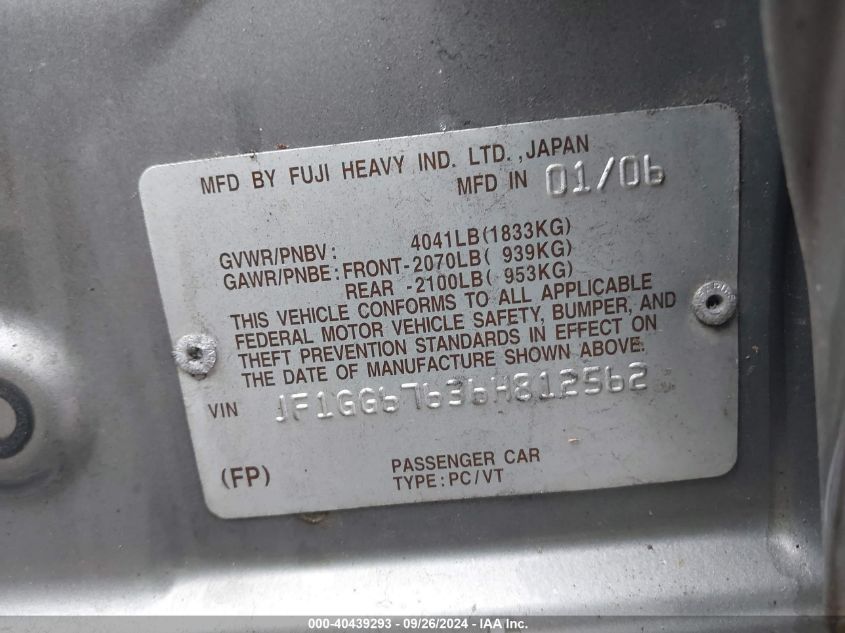 MFD BY FUJI HEAVY IND. LTD. ,JAPAN
MFD IN 01/06
GVWR/PNBV: 4041LB(1833KG)
GAWR/PNBE: FRONT-2070LB( 939KG)
REAR -2100LB( 953KG)
THIS VEHICLE CONFORMS TO ALL APPLICABLE
FEDERAL MOTOR VEHICLE SAFETY, BUMPER, AND
THEFT PREVENTION STANDARDS IN EFFECT ON
THE DATE OF MANUFACTURE SHOWN ABOVE.
VIN JF1GG67636H812562
(FP) PASSENGER CAR
TYPE: PC/VT
000-40439293 - 09/26/2024 - IAA Inc.